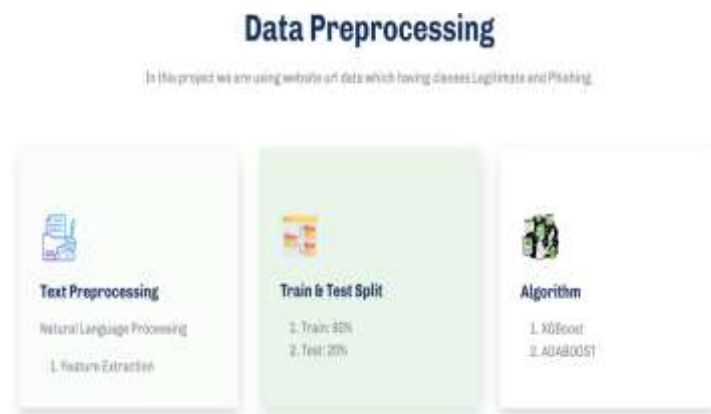 Data Preprocessing
In this project we are using website url data which having classes Legitimate and Phishing.
Text Preprocessing
Natural Language Processing
1. Feature Extraction
Train & Test Split
1. Train: 80%
2. Test: 20%
Algorithm
1. XGBoost
2. ADABOOST